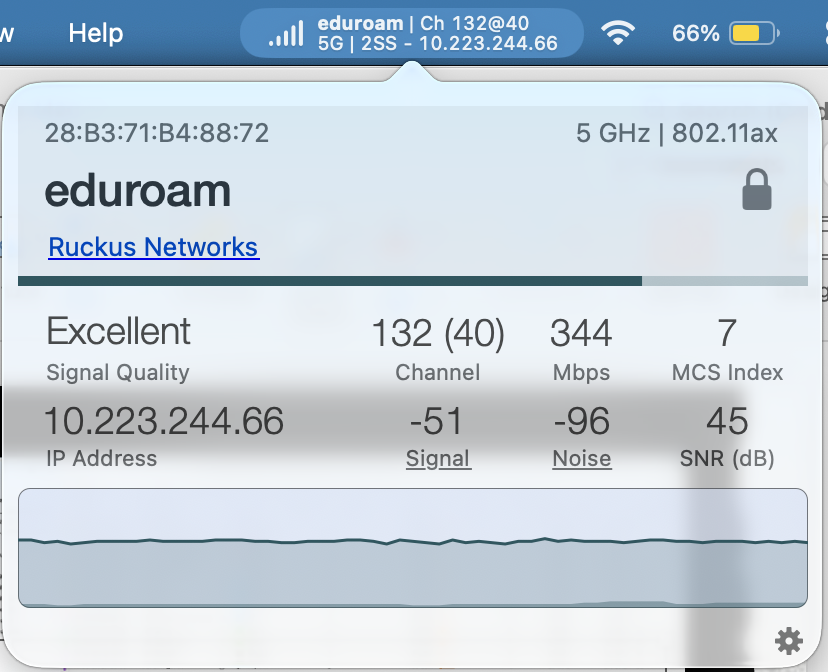 w Help eduroam | Ch 132@40 66%
5G | 2SS - 10.223.244.66
28:B3:71:B4:88:72 5 GHz | 802.11ax
eduroam
Ruckus Networks
Excellent 132 (40) 344 7
Signal Quality Channel Mbps MCS Index
10.223.244.66 -51 -96 45
IP Address Signal Noise SNR (dB)